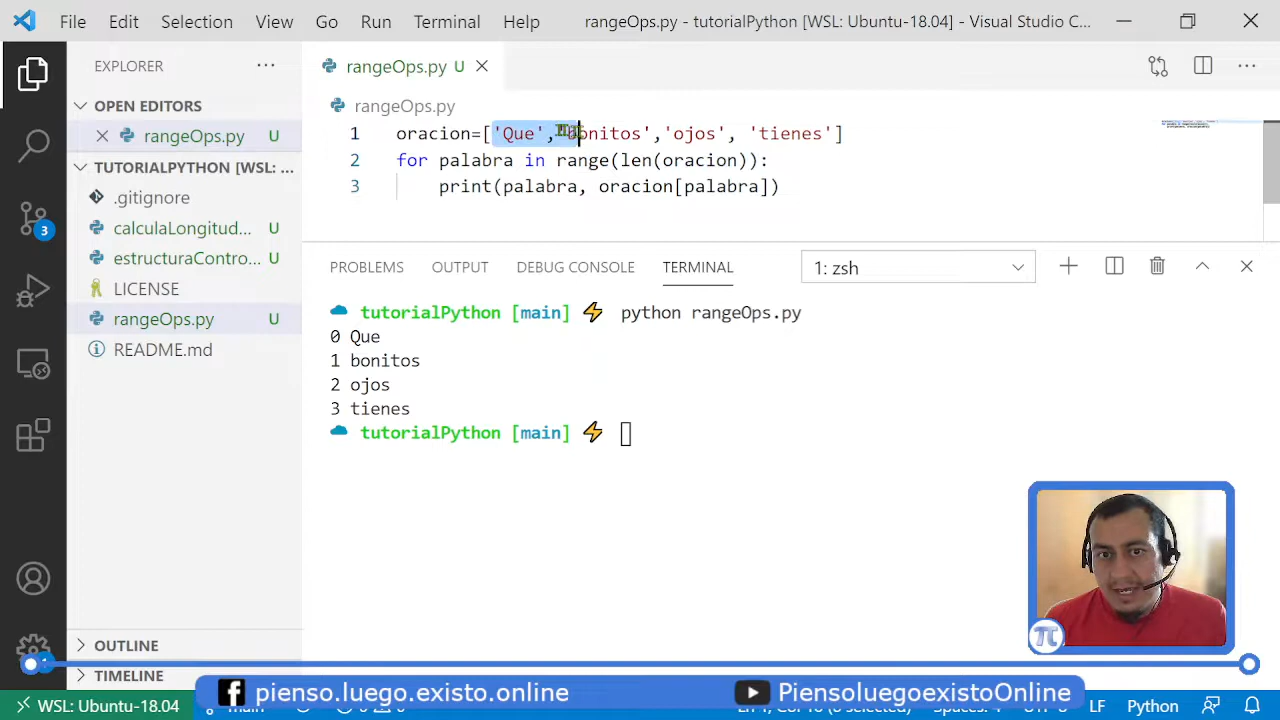 File Edit Selection View Go Run Terminal Help rangeOps.py - tutorialPython [WSL: Ubuntu-18.04] - Visual Studio C...
EXPLORER
OPEN EDITORS
rangeOps.py
TUTORIALPYTHON [WSL: ...
.gitignore
calculaLongitud... U
estructuraContro... U
LICENSE
rangeOps.py U
README.md
OUTLINE
TIMELINE
3
rangeOps.py U
rangeOps.py
1 oracion=['Que','bonitos','ojos', 'tienes']
2 for palabra in range(len(oracion)):
3 print(palabra, oracion[palabra])
PROBLEMS OUTPUT DEBUG CONSOLE TERMINAL 1: zsh
tutorialPython [main] python rangeOps.py
0 Que
1 bonitos
2 ojos
3 tienes
tutorialPython [main]
π
pienso.luego.existo.online PiensoluegoexistoOnline
WSL: Ubuntu-18.04 LF Python